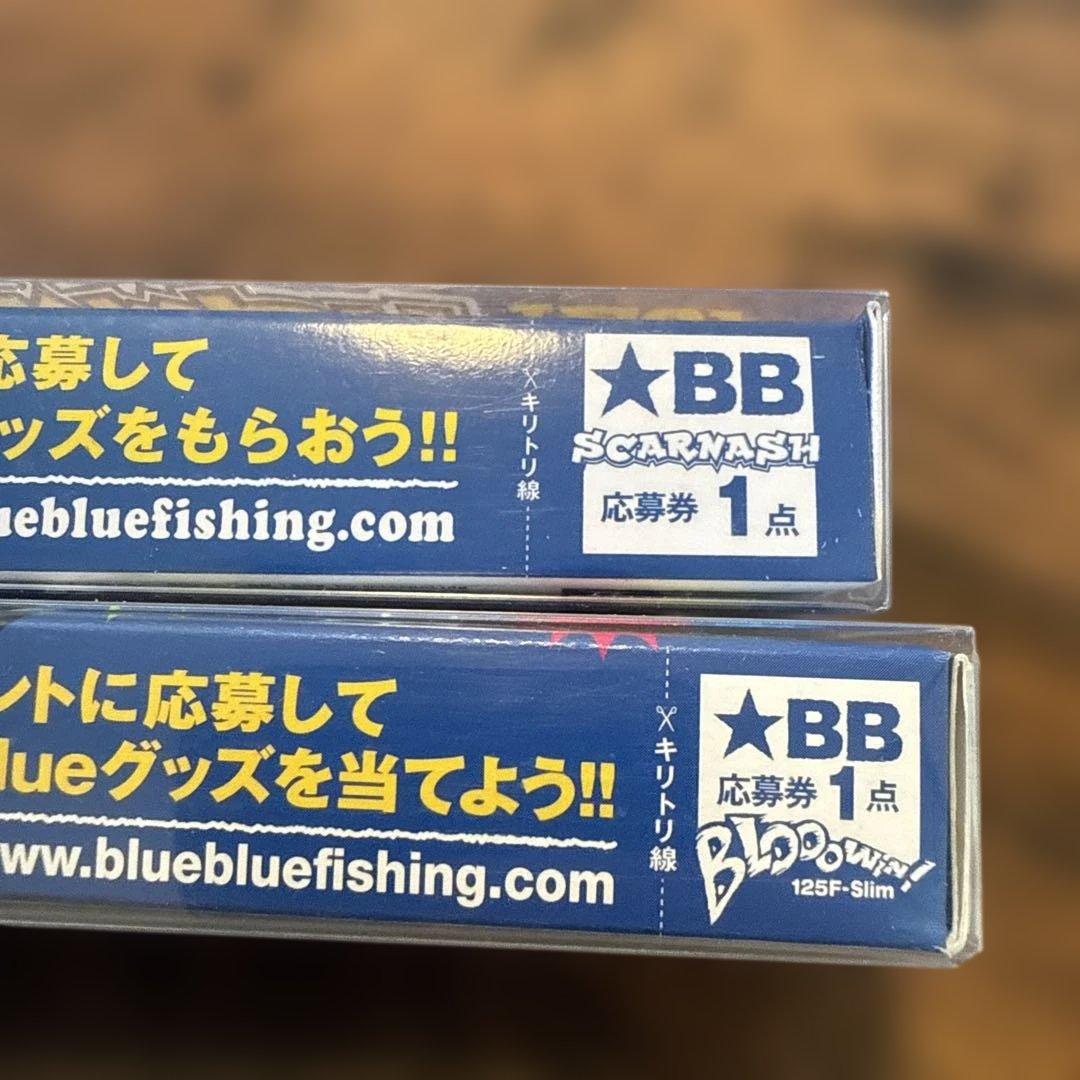 応募して
ッズをもらおう!!
uebluefishing.com
キリトリ線
★BB
SCARNASH
応募券 1点
ントに応募して
lueグッズを当てよう!!
ww.bluebluefishing.com
キリトリ線
★BB
応募券 1点
BLOOOWIN!
125F-Slim